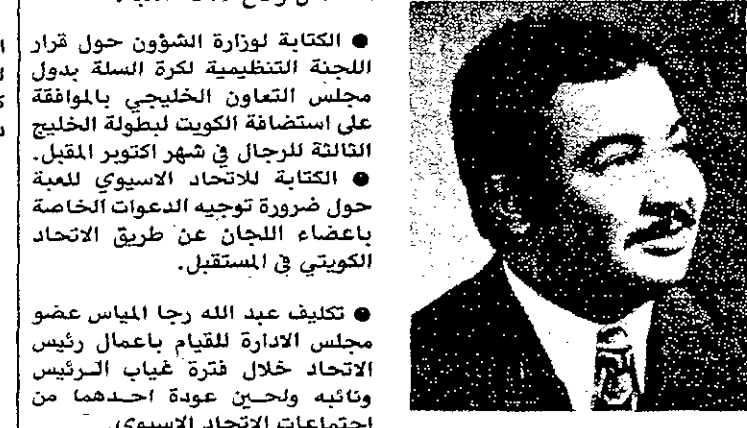 ● الكتابة لوزارة الشؤون حول قرار
اللجنة التنظيمية لكرة السلة بدول
مجلس التعاون الخليجي بالموافقة
على استضافة الكويت لبطولة الخليج
الثالثة للرجال في شهر اكتوبر المقبل.
● الكتابة للاتحاد الاسيوي للعبة
حول ضرورة توجيه الدعوات الخاصة
باعضاء اللجان عن طريق الاتحاد
الكويتي في المستقبل.
● تكليف عبد الله رجا المياس عضو
مجلس الادارة للقيام باعمال رئيس
الاتحاد خلال فترة غياب الرئيس
ونائبه ولحين عودة احدهما من
اجتماعات الاتحاد الاسيوي.